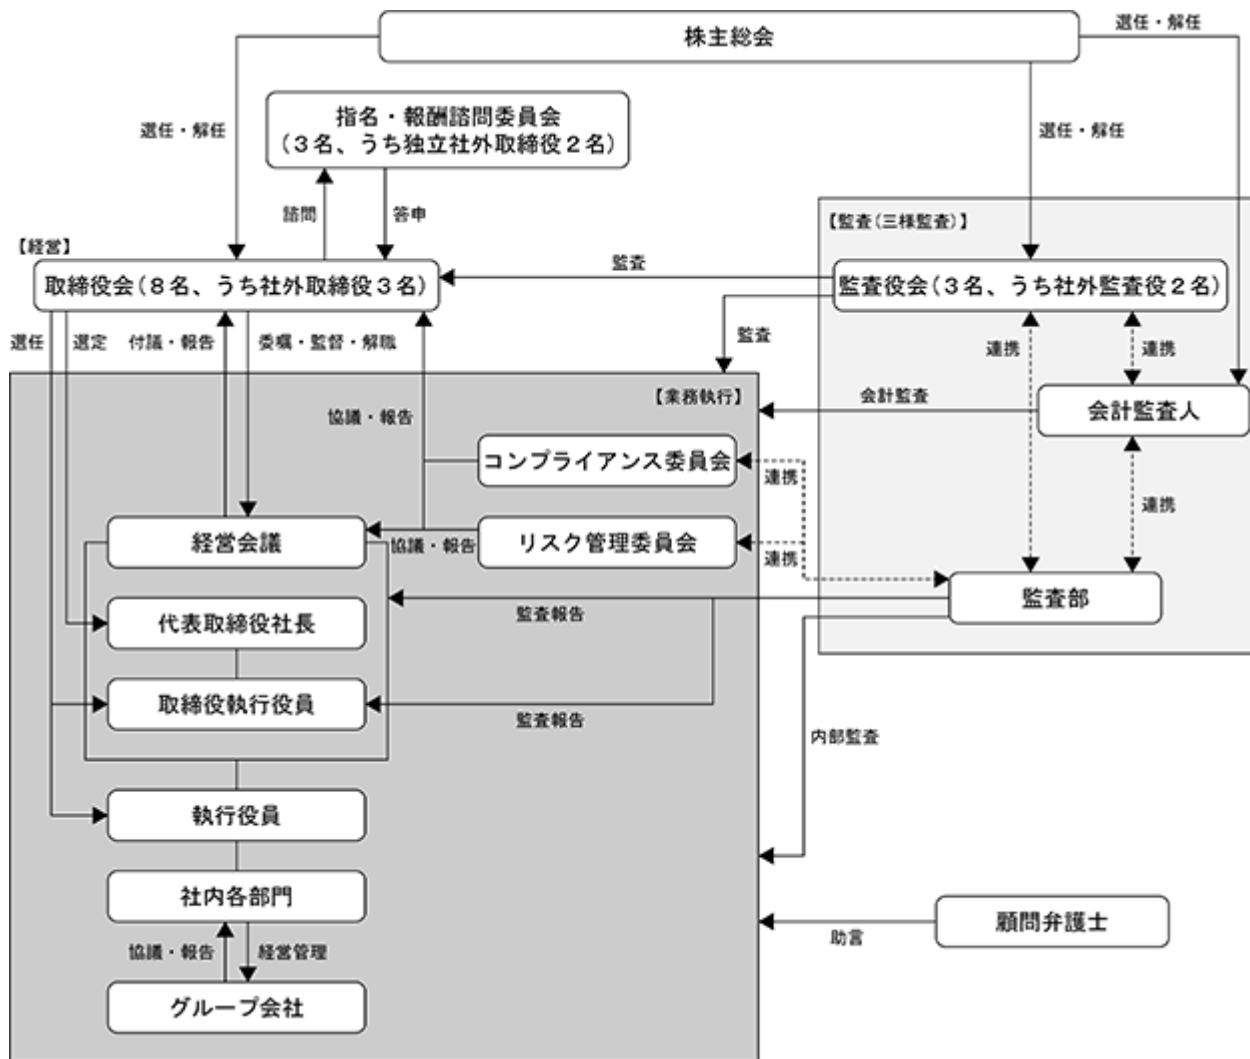 株主総会
選任・解任
指名・報酬諮問委員会
(3名、うち独立社外取締役2名)
選任・解任
選任・解任
諮問
答申
【監査(三様監査)】
【経営】
取締役会(8名、うち社外取締役3名)
監査
監査役会(3名、うち社外監査役2名)
選任
選定
付議・報告
委嘱・監督・解職
監査
連携
連携
【業務執行】
協議・報告
会計監査
会計監査人
コンプライアンス委員会
連携
連携
経営会議
協議・報告
リスク管理委員会
連携
監査部
代表取締役社長
監査報告
取締役執行役員
監査報告
内部監査
執行役員
社内各部門
顧問弁護士
助言
協議・報告
経営管理
グループ会社